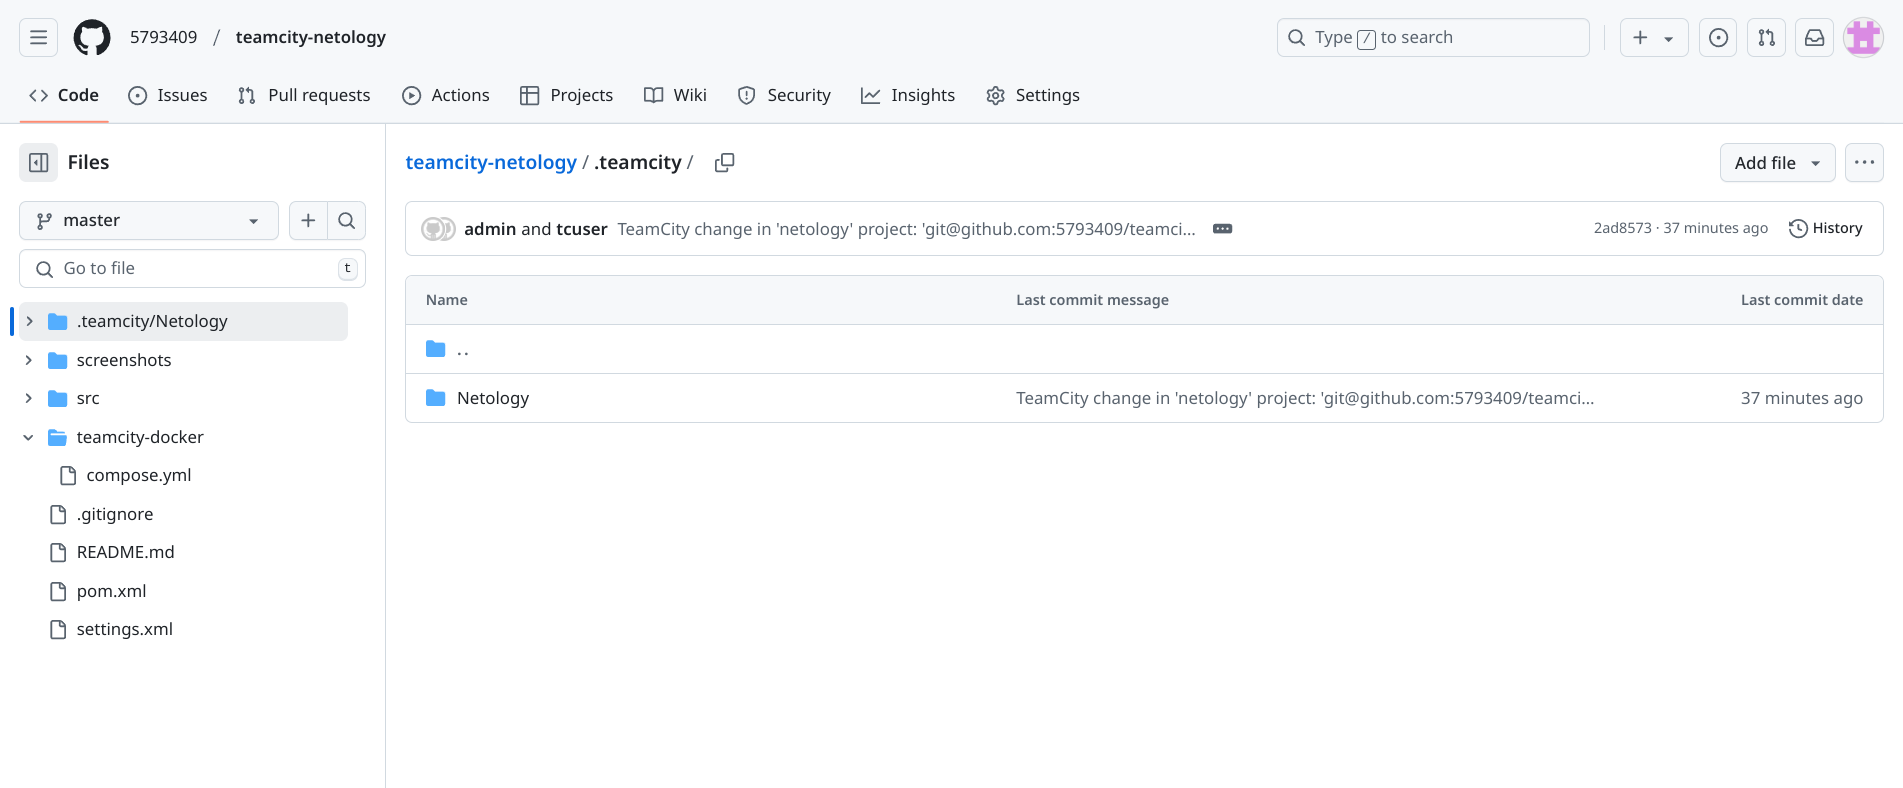 5793409 / teamcity-netology
Type / to search
Code
Issues
Pull requests
Actions
Projects
Wiki
Security
Insights
Settings
Files
master
Go to file
t
.teamcity/Netology
screenshots
src
teamcity-docker
compose.yml
.gitignore
README.md
pom.xml
settings.xml
teamcity-netology / .teamcity /
Add file
admin and tcuser TeamCity change in 'netology' project: 'git@github.com:5793409/teamci...
2ad8573 · 37 minutes ago
History
Name Last commit message Last commit date
..
Netology TeamCity change in 'netology' project: 'git@github.com:5793409/teamci... 37 minutes ago